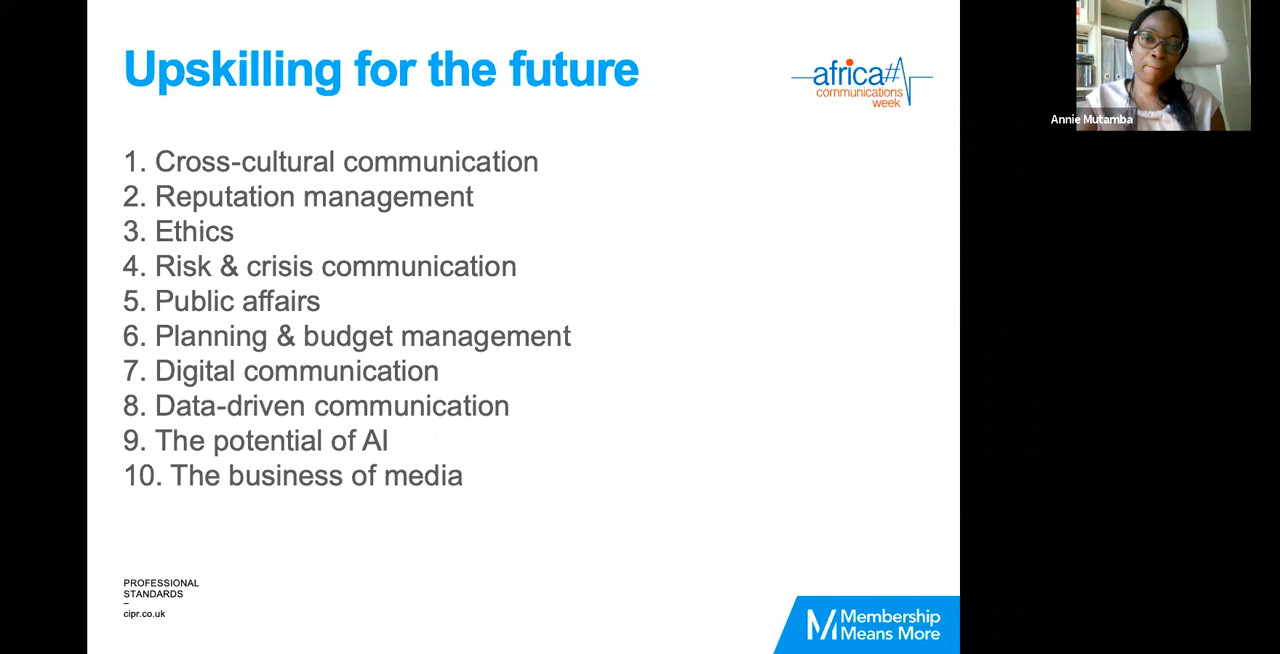 Upskilling for the future
africa#
communications
week
Annie Mutamba
1. Cross-cultural communication
2. Reputation management
3. Ethics
4. Risk & crisis communication
5. Public affairs
6. Planning & budget management
7. Digital communication
8. Data-driven communication
9. The potential of AI
10. The business of media
PROFESSIONAL
STANDARDS
–
cipr.co.uk
Membership
Means More